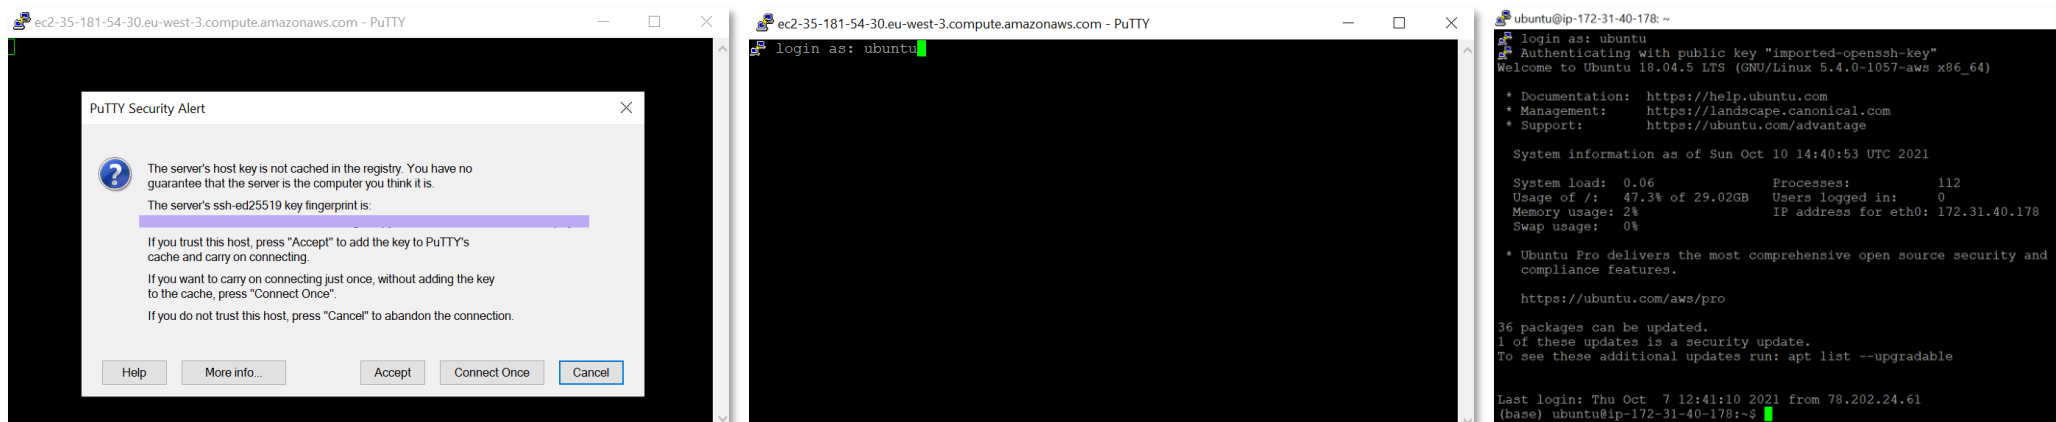 ec2-35-181-54-30.eu-west-3.compute.amazonaws.com - PuTTY
PuTTY Security Alert
The server's host key is not cached in the registry. You have no
guarantee that the server is the computer you think it is.
The server's ssh-ed25519 key fingerprint is:
If you trust this host, press "Accept" to add the key to PuTTY's
cache and carry on connecting.
If you want to carry on connecting just once, without adding the key
to the cache, press "Connect Once".
If you do not trust this host, press "Cancel" to abandon the connection.
Help More info... Accept Connect Once Cancel
ec2-35-181-54-30.eu-west-3.compute.amazonaws.com - PuTTY
login as: ubuntu
ubuntu@ip-172-31-40-178: ~
login as: ubuntu
Authenticating with public key "imported-openssh-key"
Welcome to Ubuntu 18.04.5 LTS (GNU/Linux 5.4.0-1057-aws x86_64)
* Documentation: https://help.ubuntu.com
* Management: https://landscape.canonical.com
* Support: https://ubuntu.com/advantage
System information as of Sun Oct 10 14:40:53 UTC 2021
System load: 0.06 Processes: 112
Usage of /: 47.3% of 29.02GB Users logged in: 0
Memory usage: 2% IP address for eth0: 172.31.40.178
Swap usage: 0%
* Ubuntu Pro delivers the most comprehensive open source security and
compliance features.
https://ubuntu.com/aws/pro
36 packages can be updated.
1 of these updates is a security update.
To see these additional updates run: apt list --upgradable
Last login: Thu Oct 7 12:41:10 2021 from 78.202.24.61
(base) ubuntu@ip-172-31-40-178:~$